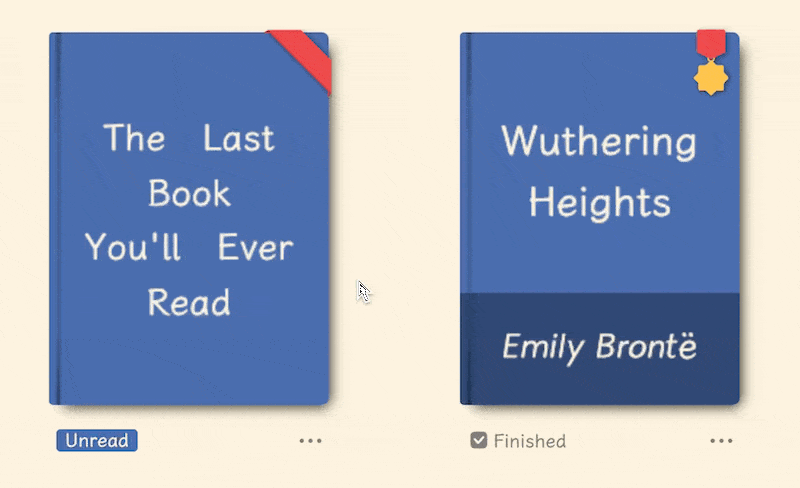 The Last
Book
You'll Ever
Read
Unread
Wuthering
Heights
Emily Brontë
Finished